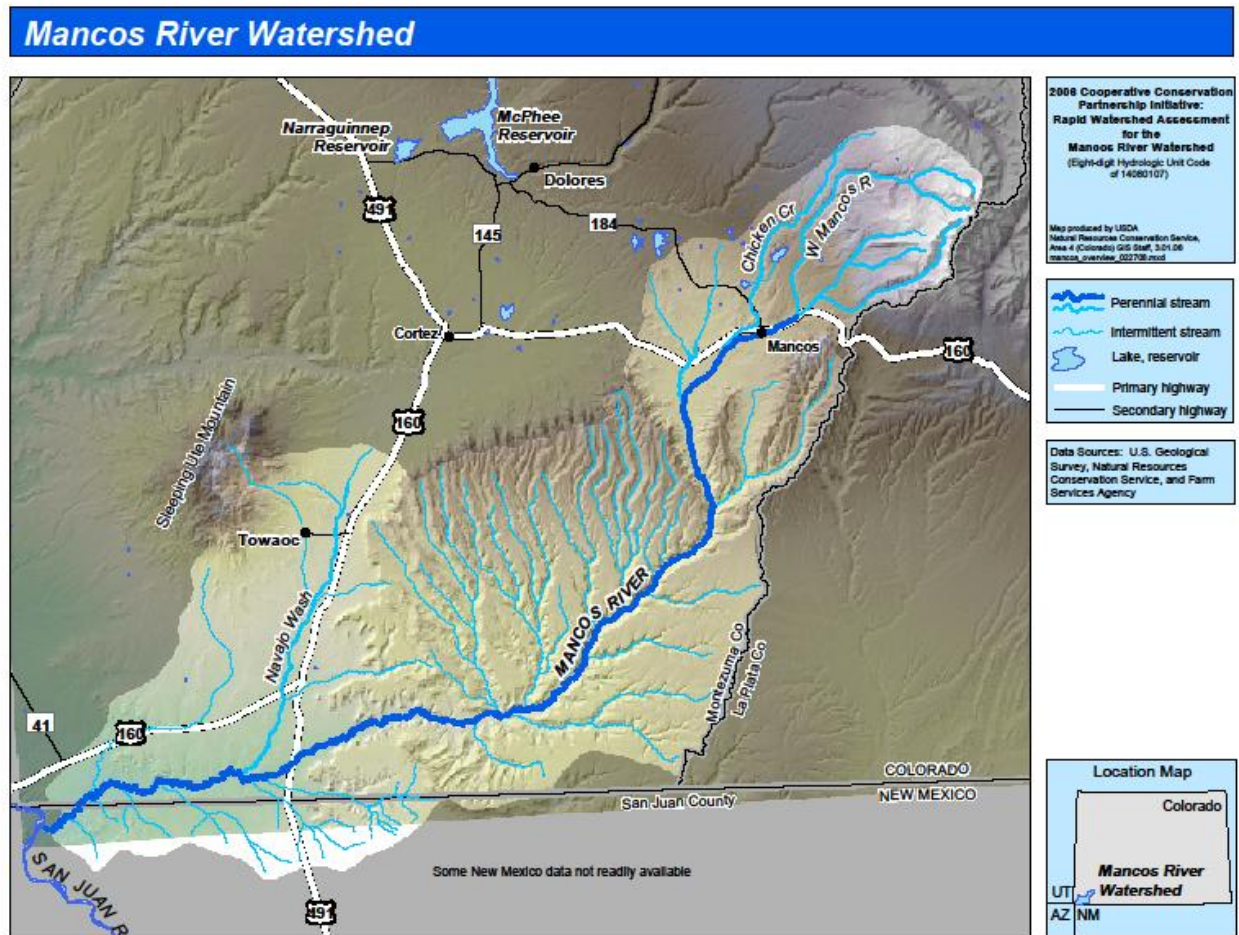 Mancos River Watershed
2006 Cooperative Conservation
Partnership Initiative:
Rapid Watershed Assessment
for the
Mancos River Watershed
(Eight-digit Hydrologic Unit Code
of 14080107)
Map produced by USDA
Natural Resources Conservation Service,
Area 4 (Colorado) GIS Staff, 3.01.06
mancos_overview_022706.mxd
Perennial stream
Intermittent stream
Lake, reservoir
Primary highway
Secondary highway
Data Sources: U.S. Geological
Survey, Natural Resources
Conservation Service, and Farm
Services Agency
Narraguinnep
Reservoir
McPhee
Reservoir
Dolores
491
145
184
Chicken Cr
W Mancos R
Cortez
Mancos
160
160
Sleeping Ute Mountain
Towaoc
Navajo Wash
MANCOS RIVER
Montezuma Co
La Plata Co
41
160
COLORADO
NEW MEXICO
San Juan County
Some New Mexico data not readily available
SAN JUAN R
491
Location Map
Colorado
Mancos River
Watershed
UT
AZ
NM